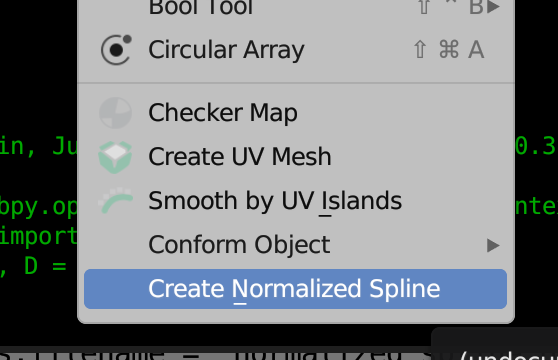 Bool Tool ⇧ ^ B ▶
Circular Array ⇧ ⌘ A
Checker Map
in, Ju 0.3
Create UV Mesh
Smooth by UV Islands
bpy.op nte
import
Conform Object ▶
, D =
Create Normalized Spline